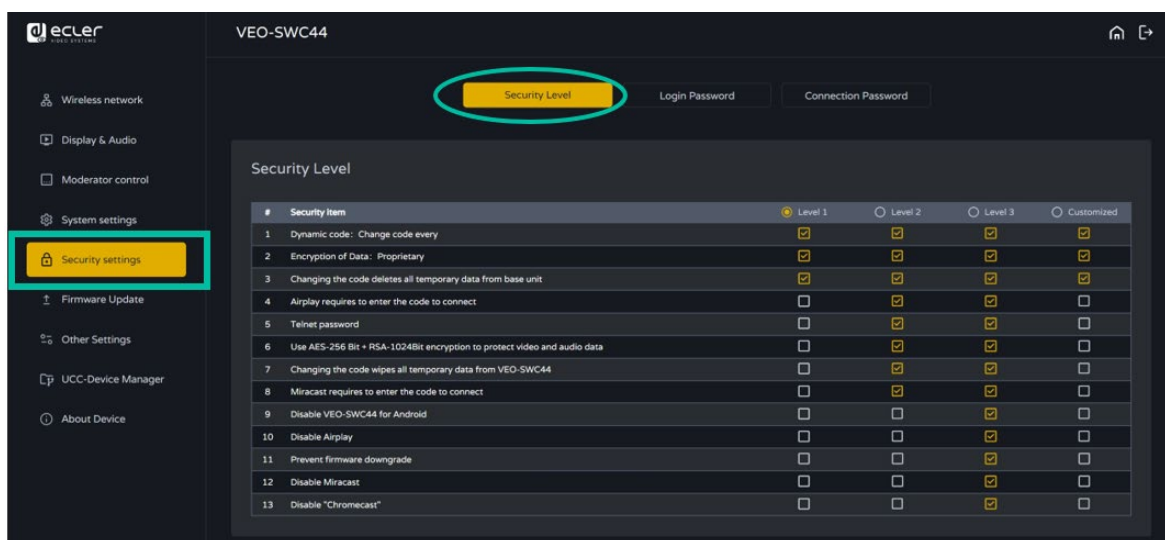 ecler
VIDEO SYSTEMS
VEO-SWC44
Wireless network
Display & Audio
Moderator control
System settings
Security settings
Firmware Update
Other Settings
UCC-Device Manager
About Device
Security Level
Login Password
Connection Password
Security Level
# Security Item Level 1 Level 2 Level 3 Customized
1 Dynamic code: Change code every
2 Encryption of Data: Proprietary
3 Changing the code deletes all temporary data from base unit
4 Airplay requires to enter the code to connect
5 Telnet password
6 Use AES-256 Bit + RSA-1024Bit encryption to protect video and audio data
7 Changing the code wipes all temporary data from VEO-SWC44
8 Miracast requires to enter the code to connect
9 Disable VEO-SWC44 for Android
10 Disable Airplay
11 Prevent firmware downgrade
12 Disable Miracast
13 Disable "Chromecast"